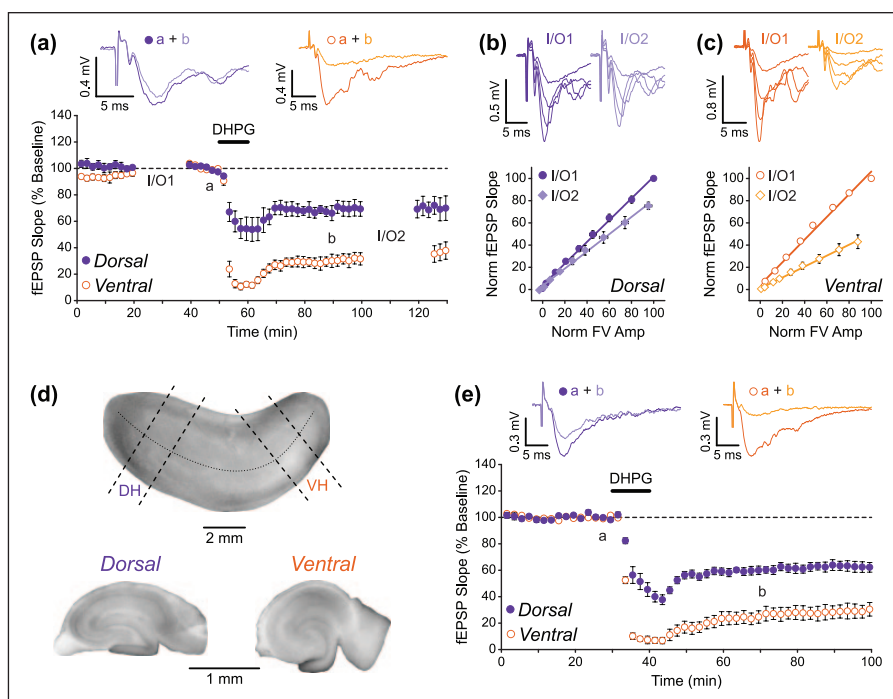 (a)
a + b
a + b
0.4 mV
5 ms
0.4 mV
5 ms
DHPG
fEPSP Slope (% Baseline)
140
120
100
80
60
40
20
0
I/O1
a
b
I/O2
Dorsal
Ventral
0 20 40 60 80 100 120
Time (min)
(b)
I/O1 I/O2
0.5 mV
5 ms
Norm fEPSP Slope
100
80
60
40
20
0
I/O1
I/O2
Dorsal
0 20 40 60 80 100
Norm FV Amp
(c)
I/O1 I/O2
0.8 mV
5 ms
Norm fEPSP Slope
100
80
60
40
20
0
I/O1
I/O2
Ventral
0 20 40 60 80 100
Norm FV Amp
(d)
DH
VH
2 mm
Dorsal Ventral
1 mm
(e)
a + b
a + b
0.3 mV
5 ms
0.3 mV
5 ms
DHPG
fEPSP Slope (% Baseline)
140
120
100
80
60
40
20
0
a
b
Dorsal
Ventral
0 20 40 60 80 100
Time (min)